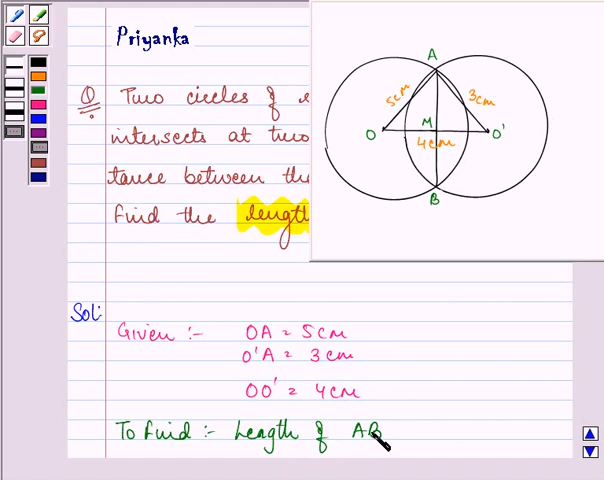 Priyanka
Q Two circles of
intersects at two
tance between the
find the length
A
5cm 3cm
O M O'
4cm
B
Sol:
Given :- OA = 5cm
O'A = 3cm
OO' = 4cm
To find :- Length of AB